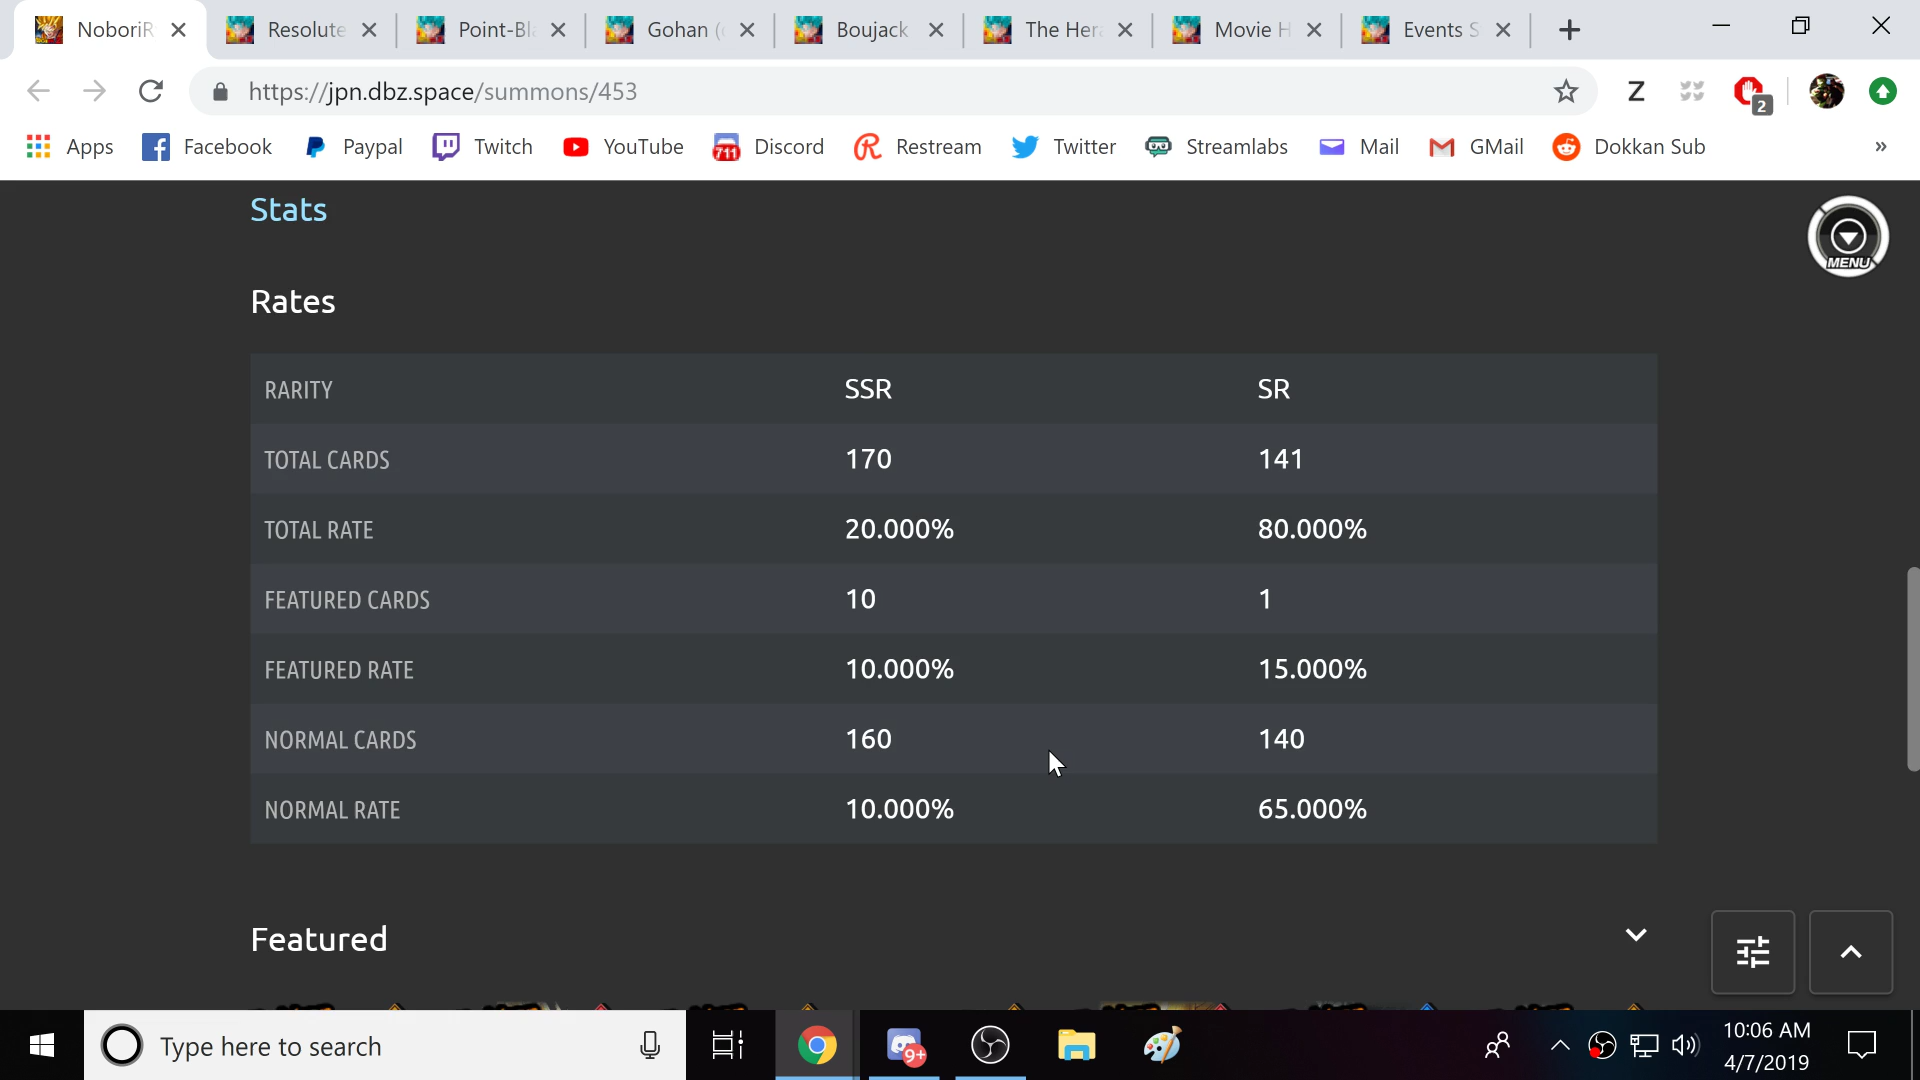 NoboriR Resolute Point-Bla Gohan ( Boujack The Her Movie H Events S
https://jpn.dbz.space/summons/453 Z 2
Apps Facebook Paypal Twitch YouTube 711 Discord Restream Twitter Streamlabs Mail GMail Dokkan Sub »
Stats
MENU
Rates
RARITY SSR SR
TOTAL CARDS 170 141
TOTAL RATE 20.000% 80.000%
FEATURED CARDS 10 1
FEATURED RATE 10.000% 15.000%
NORMAL CARDS 160 140
NORMAL RATE 10.000% 65.000%
Featured
Type here to search 9+ 10:06 AM
4/7/2019